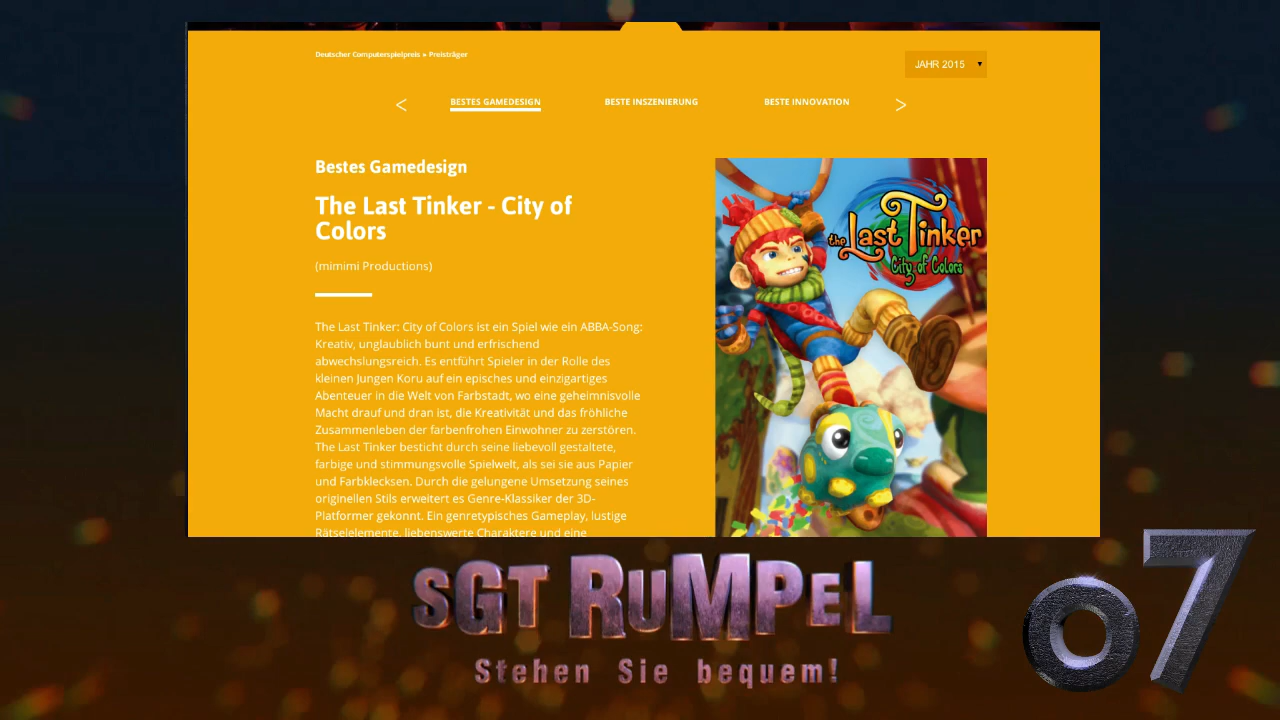 Deutscher Computerspielpreis » Preisträger
JAHR 2015
< BESTES GAMEDESIGN BESTE INSZENIERUNG BESTE INNOVATION >
Bestes Gamedesign
The Last Tinker - City of
Colors
(mimimi Productions)
The Last Tinker: City of Colors ist ein Spiel wie ein ABBA-Song:
Kreativ, unglaublich bunt und erfrischend
abwechslungsreich. Es entführt Spieler in der Rolle des
kleinen Jungen Koru auf ein episches und einzigartiges
Abenteuer in die Welt von Farbstadt, wo eine geheimnisvolle
Macht drauf und dran ist, die Kreativität und das fröhliche
Zusammenleben der farbenfrohen Einwohner zu zerstören.
The Last Tinker besticht durch seine liebevoll gestaltete,
farbige und stimmungsvolle Spielwelt, als sei sie aus Papier
und Farbklecksen. Durch die gelungene Umsetzung seines
originellen Stils erweitert es Genre-Klassiker der 3D-
Platformer gekonnt. Ein genretypisches Gameplay, lustige
Rätselelemente, liebenswerte Charaktere und eine
the Last Tinker
City of Colors
SGT RuMPeL
Stehen Sie bequem!
o7